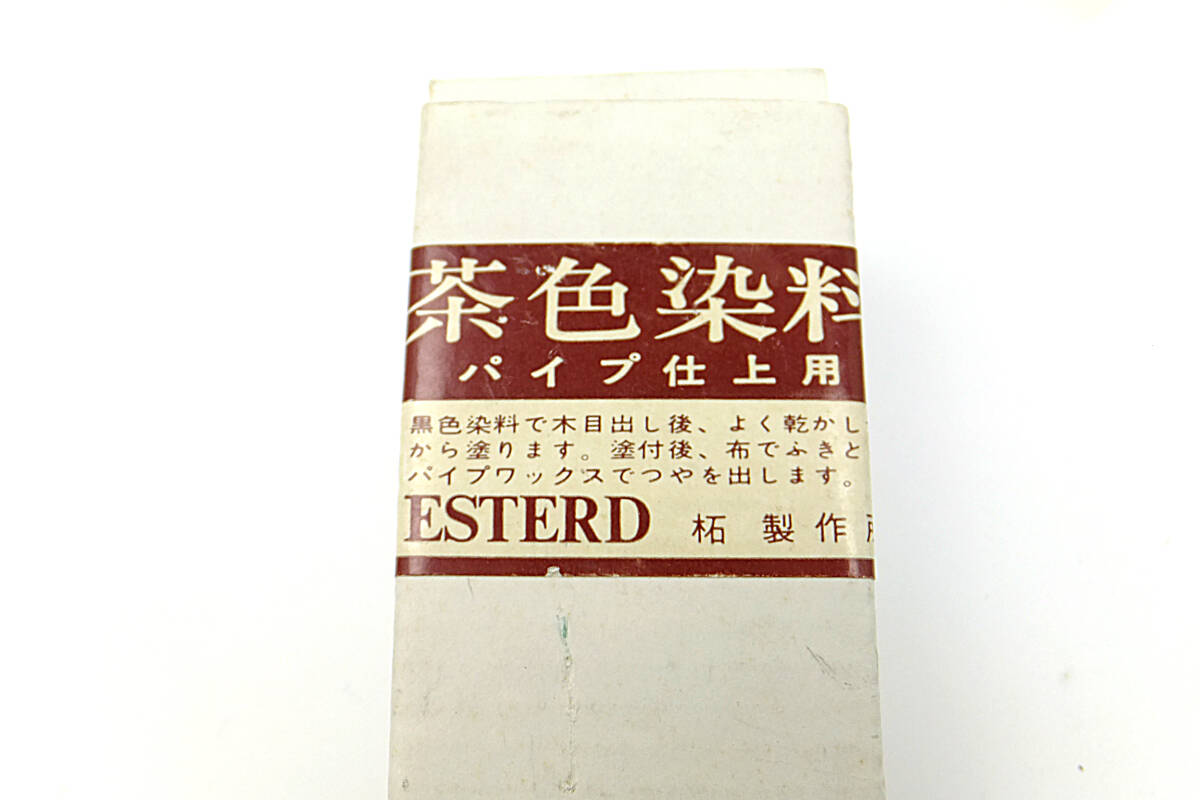 茶色染料
パイプ仕上用
黒色染料で木目出し後、よく乾かし
から塗ります。塗付後、布でふきと
パイプワックスでつやを出します。
ESTERD 柘製作